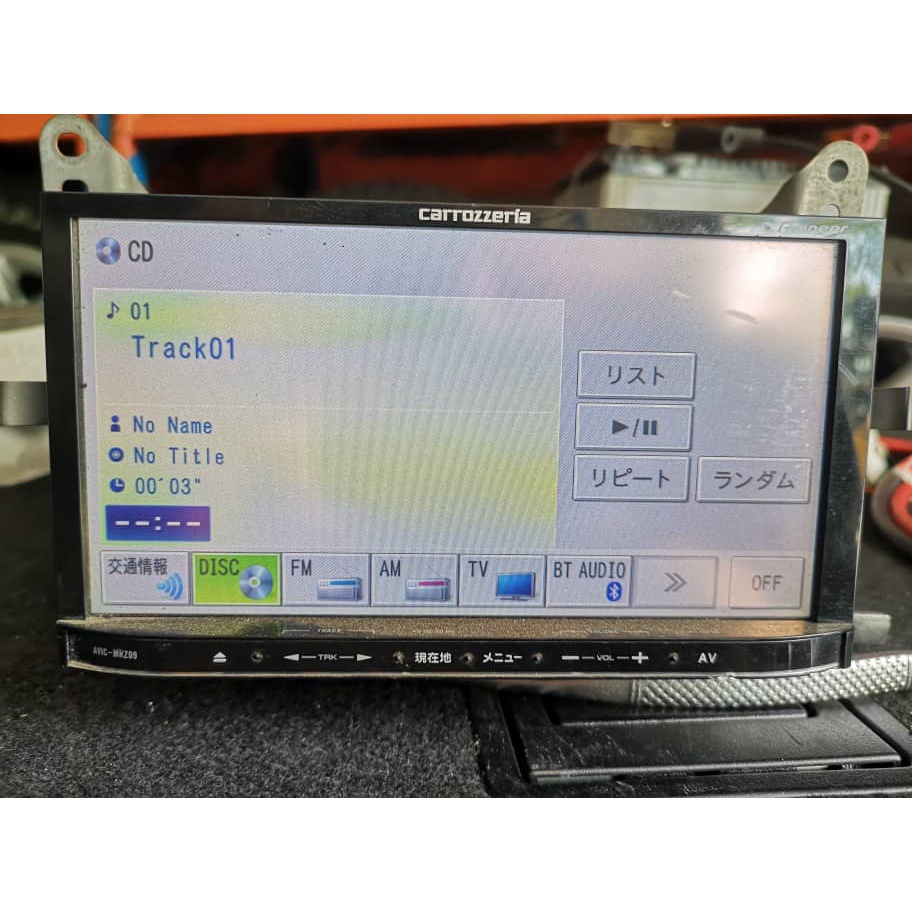 carrozzeria
Pioneer
CD
01
Track01
リスト
▶/❚❚
No Name
No Title
リピート
ランダム
00'03"
--:--
交通情報
DISC
FM
AM
TV
BT AUDIO
OFF
AVIC-MRZ09
TRK
現在地
メニュー
VOL
AV